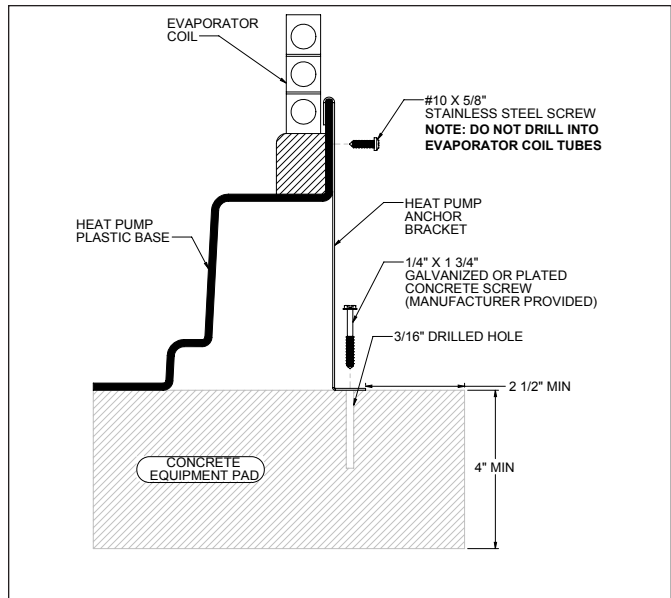 EVAPORATOR
COIL
#10 X 5/8"
STAINLESS STEEL SCREW
NOTE: DO NOT DRILL INTO
EVAPORATOR COIL TUBES
HEAT PUMP
PLASTIC BASE
HEAT PUMP
ANCHOR
BRACKET
1/4" X 1 3/4"
GALVANIZED OR PLATED
CONCRETE SCREW
(MANUFACTURER PROVIDED)
3/16" DRILLED HOLE
2 1/2" MIN
4" MIN
CONCRETE
EQUIPMENT PAD